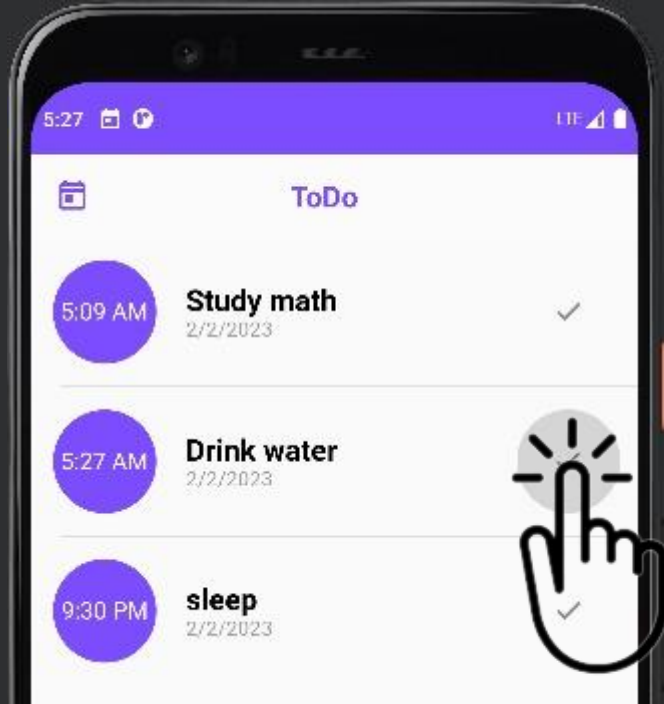 5:27
LTE
ToDo
5:09 AM
Study math
2/2/2023
5:27 AM
Drink water
2/2/2023
9:30 PM
sleep
2/2/2023